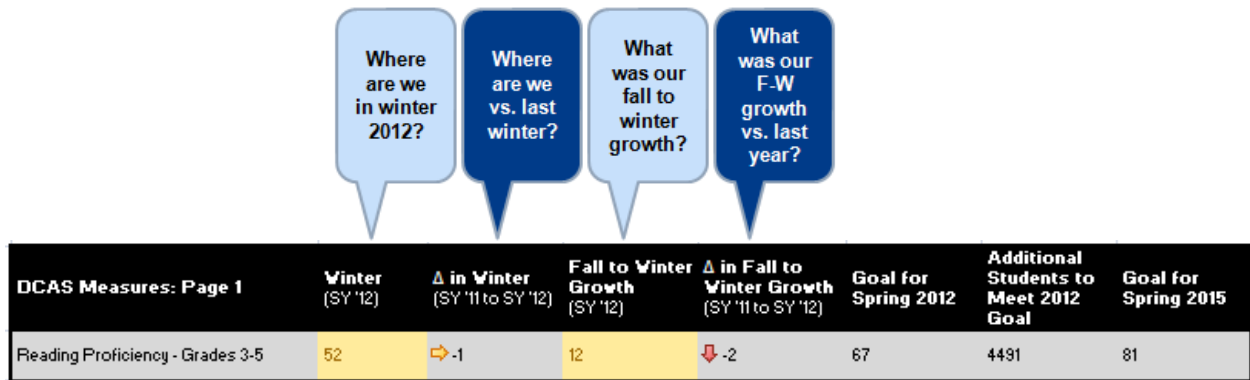 Where
are we
in winter
2012?
Where
are we
vs. last
winter?
What
was our
fall to
winter
growth?
What
was our
F-W
growth
vs. last
year?
DCAS Measures: Page 1
Winter
(SY '12)
Δ in Winter
(SY '11 to SY '12)
Fall to Winter
Growth
(SY '12)
Δ in Fall to
Winter Growth
(SY '11 to SY '12)
Goal for
Spring 2012
Additional
Students to
Meet 2012
Goal
Goal for
Spring 2015
Reading Proficiency - Grades 3-5
52
-1
12
-2
67
4491
81